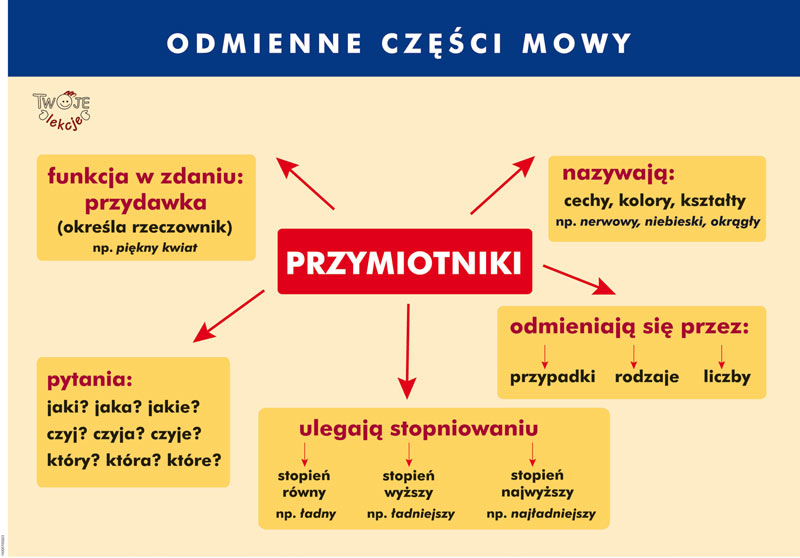 ODMIENNE CZĘŚCI MOWY
TWOJE
lekcje
funkcja w zdaniu:
przydawka
(określa rzeczownik)
np. piękny kwiat
nazywają:
cechy, kolory, kształty
np. nerwowy, niebieski, okrągły
PRZYMIOTNIKI
odmieniają się przez:
przypadki rodzaje liczby
pytania:
jaki? jaka? jakie?
czyj? czyja? czyje?
który? która? które?
ulegają stopniowaniu
stopień
równy
np. ładny
stopień
wyższy
np. ładniejszy
stopień
najwyższy
np. najładniejszy